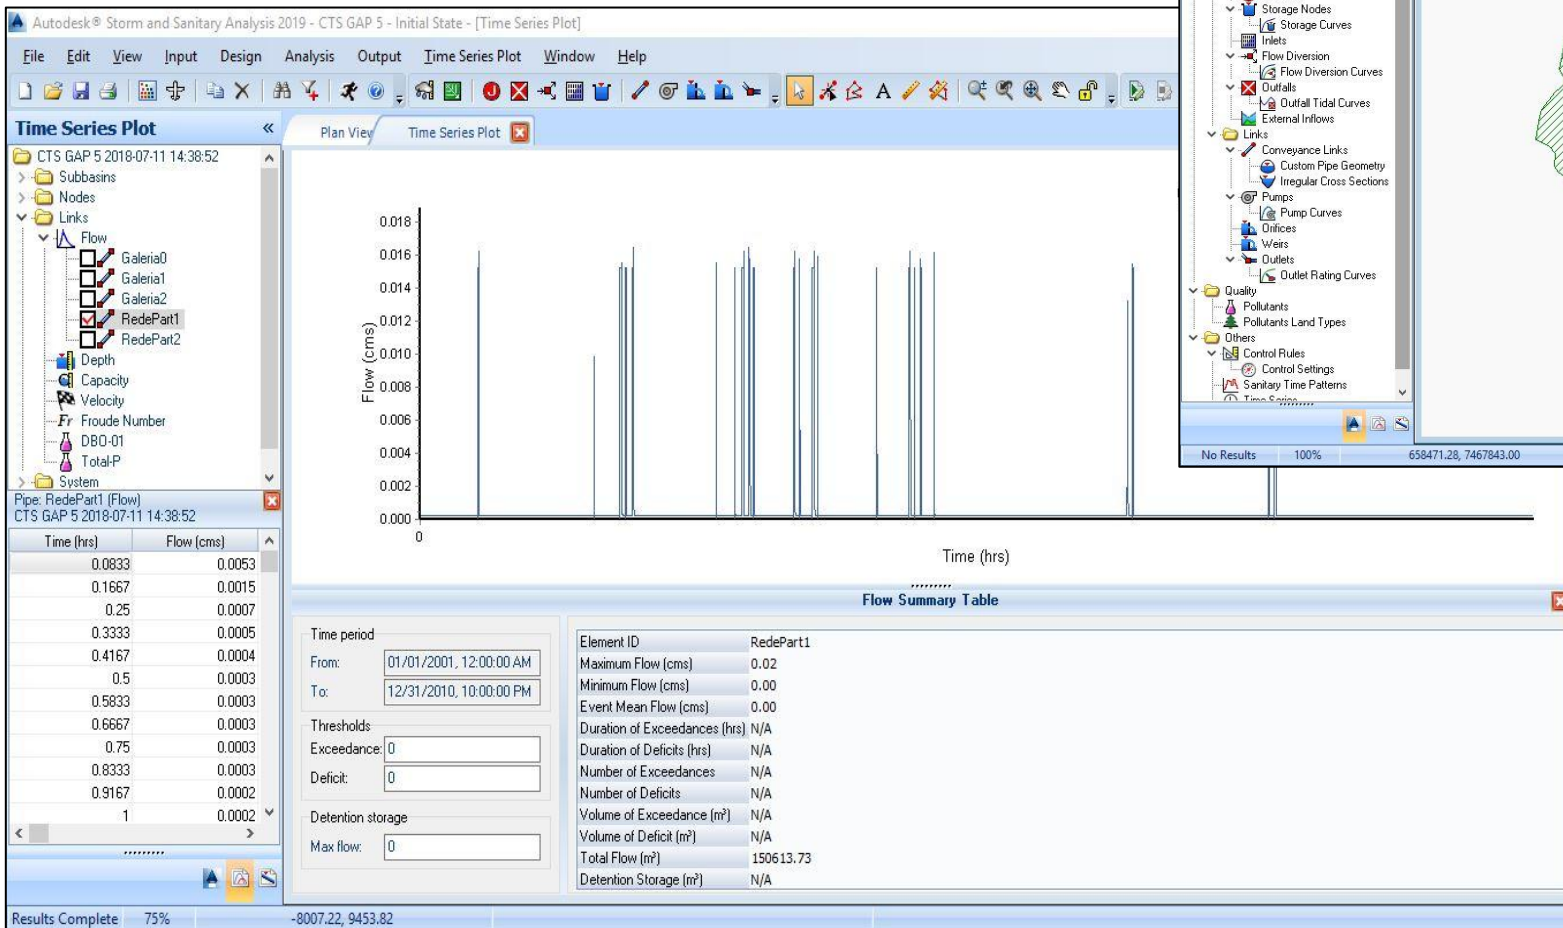 Autodesk® Storm and Sanitary Analysis 2019 - CTS GAP 5 - Initial State - [Time Series Plot]
File Edit View Input Design Analysis Output Time Series Plot Window Help
Time Series Plot «
Plan View Time Series Plot
CTS GAP 5 2018-07-11 14:38:52
Subbasins
Nodes
Links
Flow
Galeria0
Galeria1
Galeria2
RedePart1
RedePart2
Depth
Capacity
Velocity
Fr Froude Number
DBO-01
Total-P
System
Pipe: RedePart1 (Flow)
CTS GAP 5 2018-07-11 14:38:52
Time (hrs) Flow (cms)
0.0833 0.0053
0.1667 0.0015
0.25 0.0007
0.3333 0.0005
0.4167 0.0004
0.5 0.0003
0.5833 0.0003
0.6667 0.0003
0.75 0.0003
0.8333 0.0003
0.9167 0.0002
1 0.0002
Flow (cms)
0.018
0.016
0.014
0.012
0.010
0.008
0.006
0.004
0.002
0.000
0
Time (hrs)
Flow Summary Table
Time period
From: 01/01/2001, 12:00:00 AM
To: 12/31/2010, 10:00:00 PM
Thresholds
Exceedance: 0
Deficit: 0
Detention storage
Max flow: 0
Element ID RedePart1
Maximum Flow (cms) 0.02
Minimum Flow (cms) 0.00
Event Mean Flow (cms) 0.00
Duration of Exceedances (hrs) N/A
Duration of Deficits (hrs) N/A
Number of Exceedances N/A
Number of Deficits N/A
Volume of Exceedance (m³) N/A
Volume of Deficit (m³) N/A
Total Flow (m³) 150613.73
Detention Storage (m³) N/A
Results Complete 75% -8007.22, 9453.82
Storage Nodes
Storage Curves
Inlets
Flow Diversion
Flow Diversion Curves
Outfalls
Outfall Tidal Curves
External Inflows
Links
Conveyance Links
Custom Pipe Geometry
Irregular Cross Sections
Pumps
Pump Curves
Orifices
Weirs
Outlets
Outlet Rating Curves
Quality
Pollutants
Pollutants Land Types
Others
Control Rules
Control Settings
Sanitary Time Patterns
Time Series
No Results 100% 658471.28, 7467843.00